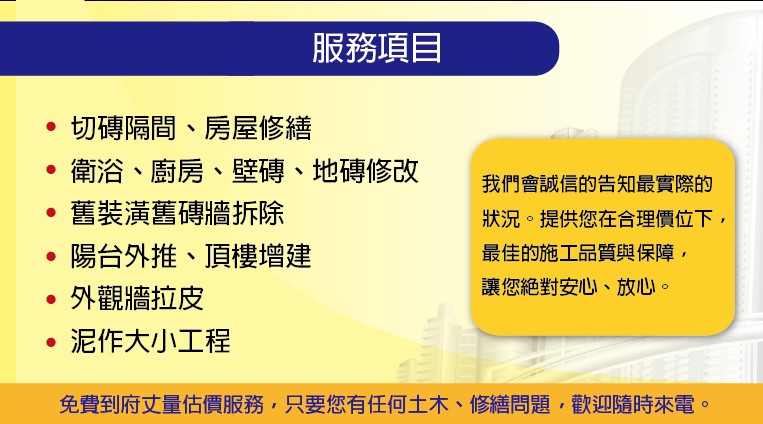 服務項目
• 切磚隔間、房屋修繕
• 衛浴、廚房、壁磚、地磚修改
• 舊裝潢舊磚牆拆除
• 陽台外推、頂樓增建
• 外觀牆拉皮
• 泥作大小工程
我們會誠信的告知最實際的
狀況。提供您在合理價位下，
最佳的施工品質與保障，
讓您絕對安心、放心。
免費到府丈量估價服務，只要您有任何土木、修繕問題，歡迎隨時來電。